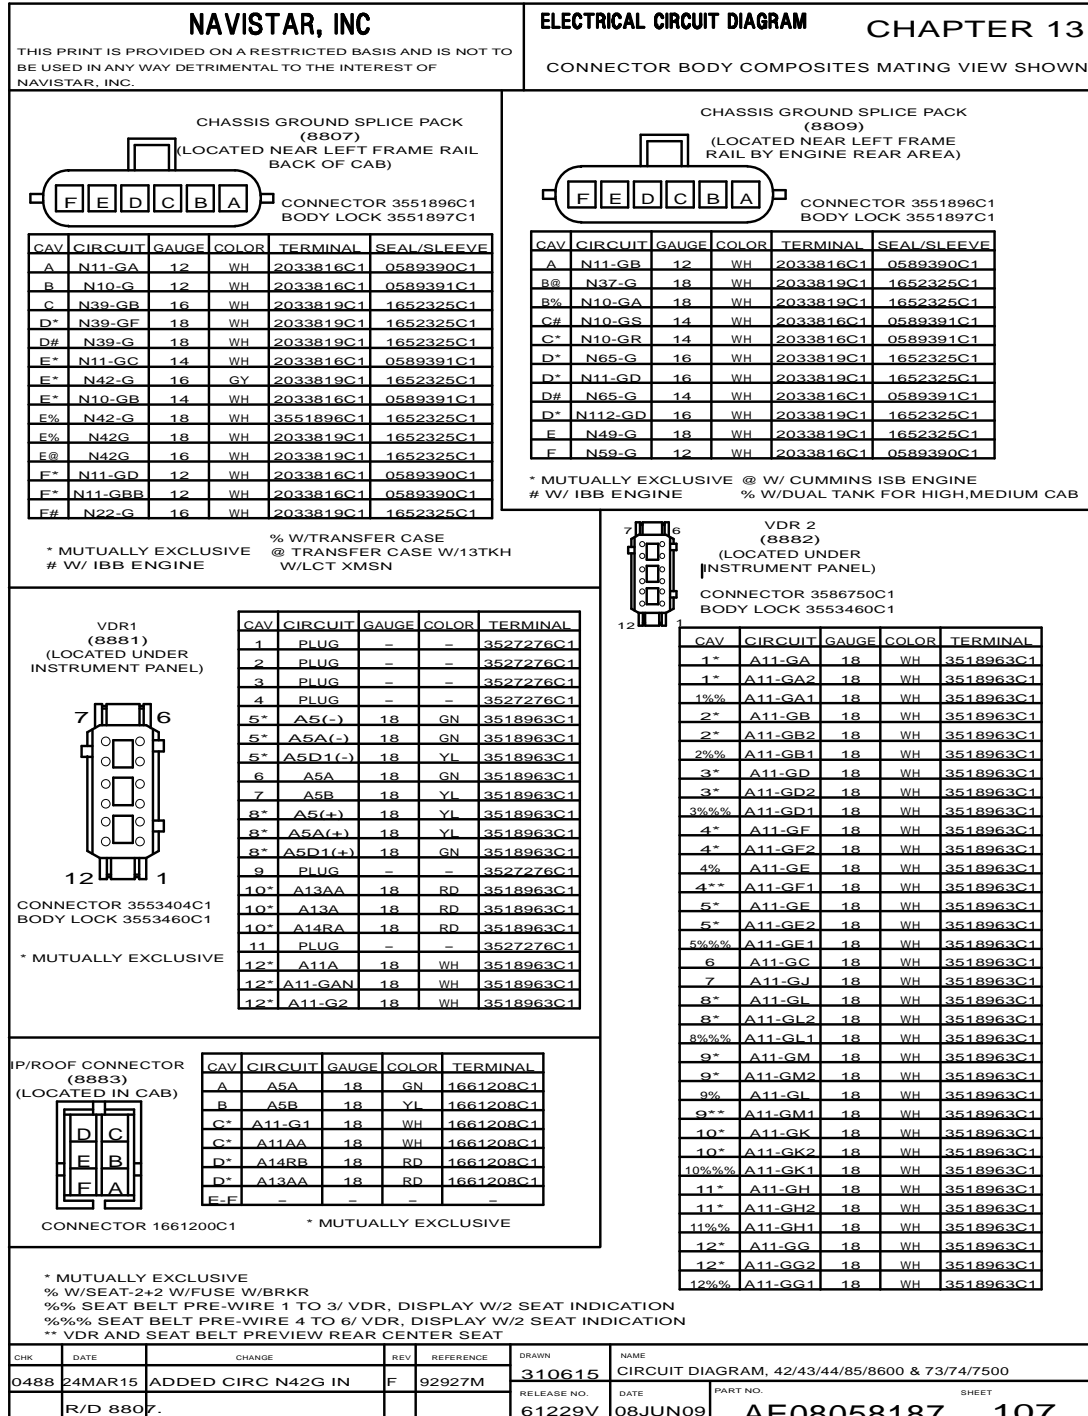 NAVISTAR, INC
THIS PRINT IS PROVIDED ON A RESTRICTED BASIS AND IS NOT TO
BE USED IN ANY WAY DETRIMENTAL TO THE INTEREST OF
NAVISTAR, INC.
ELECTRICAL CIRCUIT DIAGRAM CHAPTER 13
CONNECTOR BODY COMPOSITES MATING VIEW SHOWN
CHASSIS GROUND SPLICE PACK
(8807)
(LOCATED NEAR LEFT FRAME RAIL
BACK OF CAB)
F E D C B A
CONNECTOR 3551896C1
BODY LOCK 3551897C1
CAV CIRCUIT GAUGE COLOR TERMINAL SEAL/SLEEVE
A N11-GA 12 WH 2033816C1 0589390C1
B N10-G 12 WH 2033816C1 0589391C1
C N39-GB 16 WH 2033819C1 1652325C1
D* N39-GF 18 WH 2033819C1 1652325C1
D# N39-G 18 WH 2033819C1 1652325C1
E* N11-GC 14 WH 2033816C1 0589391C1
E* N42-G 16 GY 2033819C1 1652325C1
E* N10-GB 14 WH 2033816C1 0589391C1
E% N42-G 18 WH 3551896C1 1652325C1
E% N42G 18 WH 2033819C1 1652325C1
E@ N42G 16 WH 2033819C1 1652325C1
F* N11-GD 12 WH 2033816C1 0589390C1
F* N11-GBB 12 WH 2033816C1 0589390C1
F# N22-G 16 WH 2033819C1 1652325C1
* MUTUALLY EXCLUSIVE
# W/ IBB ENGINE
% W/TRANSFER CASE
@ TRANSFER CASE W/13TKH
W/LCT XMSN
CHASSIS GROUND SPLICE PACK
(8809)
(LOCATED NEAR LEFT FRAME
RAIL BY ENGINE REAR AREA)
F E D C B A
CONNECTOR 3551896C1
BODY LOCK 3551897C1
CAV CIRCUIT GAUGE COLOR TERMINAL SEAL/SLEEVE
A N11-GB 12 WH 2033816C1 0589390C1
B@ N37-G 18 WH 2033819C1 1652325C1
B% N10-GA 18 WH 2033819C1 1652325C1
C# N10-GS 14 WH 2033816C1 0589391C1
C* N10-GR 14 WH 2033816C1 0589391C1
D* N65-G 16 WH 2033819C1 1652325C1
D* N11-GD 16 WH 2033819C1 1652325C1
D# N65-G 14 WH 2033816C1 0589391C1
D* N112-GD 16 WH 2033819C1 1652325C1
E N49-G 18 WH 2033819C1 1652325C1
F N59-G 12 WH 2033816C1 0589390C1
* MUTUALLY EXCLUSIVE @ W/ CUMMINS ISB ENGINE
# W/ IBB ENGINE % W/DUAL TANK FOR HIGH,MEDIUM CAB
VDR1
(8881)
(LOCATED UNDER
INSTRUMENT PANEL)
7 6
12 1
CONNECTOR 3553404C1
BODY LOCK 3553460C1
* MUTUALLY EXCLUSIVE
CAV CIRCUIT GAUGE COLOR TERMINAL
1 PLUG – – 3527276C1
2 PLUG – – 3527276C1
3 PLUG – – 3527276C1
4 PLUG – – 3527276C1
5* A5(-) 18 GN 3518963C1
5* A5A(-) 18 GN 3518963C1
5* A5D1(-) 18 YL 3518963C1
6 A5A 18 GN 3518963C1
7 A5B 18 YL 3518963C1
8* A5(+) 18 YL 3518963C1
8* A5A(+) 18 YL 3518963C1
8* A5D1(+) 18 GN 3518963C1
9 PLUG – – 3527276C1
10* A13AA 18 RD 3518963C1
10* A13A 18 RD 3518963C1
10* A14RA 18 RD 3518963C1
11 PLUG – – 3527276C1
12* A11A 18 WH 3518963C1
12* A11-GAN 18 WH 3518963C1
12* A11-G2 18 WH 3518963C1
VDR 2
(8882)
(LOCATED UNDER
INSTRUMENT PANEL)
7 6
12 1
CONNECTOR 3586750C1
BODY LOCK 3553460C1
CAV CIRCUIT GAUGE COLOR TERMINAL
1* A11-GA 18 WH 3518963C1
1* A11-GA2 18 WH 3518963C1
1%% A11-GA1 18 WH 3518963C1
2* A11-GB 18 WH 3518963C1
2* A11-GB2 18 WH 3518963C1
2%% A11-GB1 18 WH 3518963C1
3* A11-GD 18 WH 3518963C1
3* A11-GD2 18 WH 3518963C1
3%%% A11-GD1 18 WH 3518963C1
4* A11-GF 18 WH 3518963C1
4* A11-GF2 18 WH 3518963C1
4% A11-GE 18 WH 3518963C1
4** A11-GF1 18 WH 3518963C1
5* A11-GE 18 WH 3518963C1
5* A11-GE2 18 WH 3518963C1
5%%% A11-GE1 18 WH 3518963C1
6 A11-GC 18 WH 3518963C1
7 A11-GJ 18 WH 3518963C1
8* A11-GL 18 WH 3518963C1
8* A11-GL2 18 WH 3518963C1
8%%% A11-GL1 18 WH 3518963C1
9* A11-GM 18 WH 3518963C1
9* A11-GM2 18 WH 3518963C1
9% A11-GL 18 WH 3518963C1
9** A11-GM1 18 WH 3518963C1
10* A11-GK 18 WH 3518963C1
10* A11-GK2 18 WH 3518963C1
10%%% A11-GK1 18 WH 3518963C1
11* A11-GH 18 WH 3518963C1
11* A11-GH2 18 WH 3518963C1
11%% A11-GH1 18 WH 3518963C1
12* A11-GG 18 WH 3518963C1
12* A11-GG2 18 WH 3518963C1
12%% A11-GG1 18 WH 3518963C1
IP/ROOF CONNECTOR
(8883)
(LOCATED IN CAB)
D C
E B
F A
CONNECTOR 1661200C1
CAV CIRCUIT GAUGE COLOR TERMINAL
A A5A 18 GN 1661208C1
B A5B 18 YL 1661208C1
C* A11-G1 18 WH 1661208C1
C* A11AA 18 WH 1661208C1
D* A14RB 18 RD 1661208C1
D* A13AA 18 RD 1661208C1
E-F – – – –
* MUTUALLY EXCLUSIVE
* MUTUALLY EXCLUSIVE
% W/SEAT-2+2 W/FUSE W/BRKR
%% SEAT BELT PRE-WIRE 1 TO 3/ VDR, DISPLAY W/2 SEAT INDICATION
%%% SEAT BELT PRE-WIRE 4 TO 6/ VDR, DISPLAY W/2 SEAT INDICATION
** VDR AND SEAT BELT PREVIEW REAR CENTER SEAT
CHK DATE CHANGE REV REFERENCE
0488 24MAR15 ADDED CIRC N42G IN F 92927M
R/D 8807.
DRAWN
310615
NAME
CIRCUIT DIAGRAM, 42/43/44/85/8600 & 73/74/7500
RELEASE NO.
61229V
DATE
08JUN09
PART NO.
AE08058187
SHEET
107